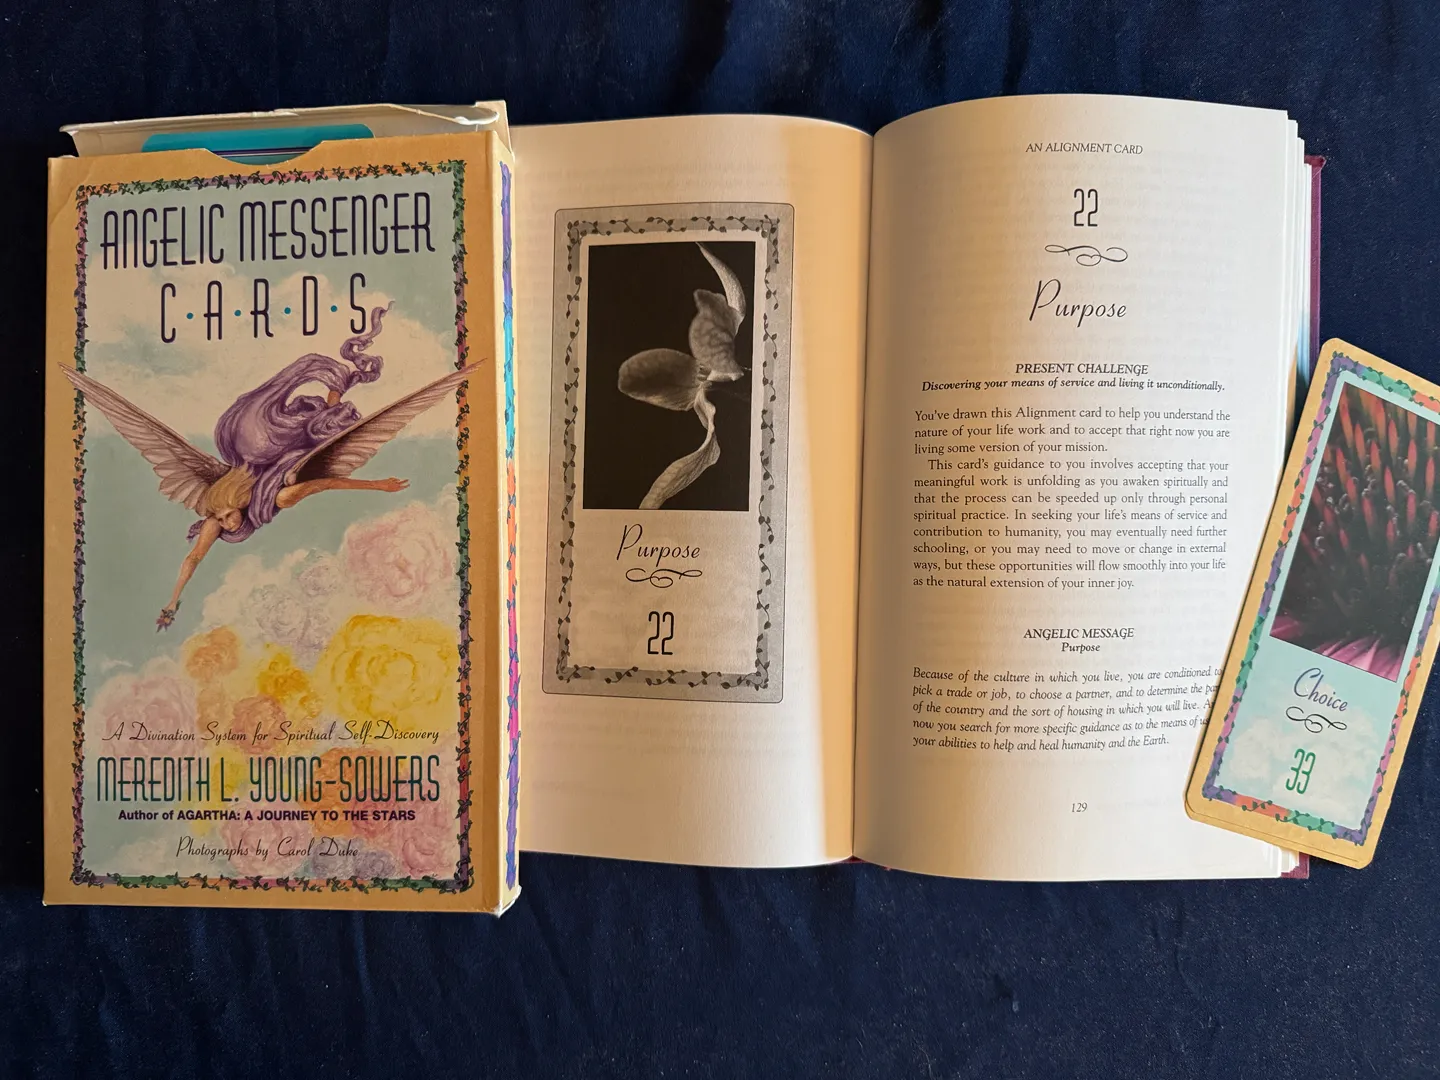 ANGELIC MESSENGER
C·A·R·D·S
A Divination System for Spiritual Self-Discovery
MEREDITH L. YOUNG-SOWERS
Author of AGARTHA: A JOURNEY TO THE STARS
Photographs by Carol Duke
Purpose
22
AN ALIGNMENT CARD
22
Purpose
PRESENT CHALLENGE
Discovering your means of service and living it unconditionally.
You've drawn this Alignment card to help you understand the
nature of your life work and to accept that right now you are
living some version of your mission.
This card's guidance to you involves accepting that your
meaningful work is unfolding as you awaken spiritually and
that the process can be speeded up only through personal
spiritual practice. In seeking your life's means of service and
contribution to humanity, you may eventually need further
schooling, or you may need to move or change in external
ways, but these opportunities will flow smoothly into your life
as the natural extension of your inner joy.
ANGELIC MESSAGE
Purpose
Because of the culture in which you live, you are conditioned
pick a trade or job, to choose a partner, and to determine the
of the country and the sort of housing in which you will live.
now you search for more specific guidance as to the means of
your abilities to help and heal humanity and the Earth.
129
Choice
33